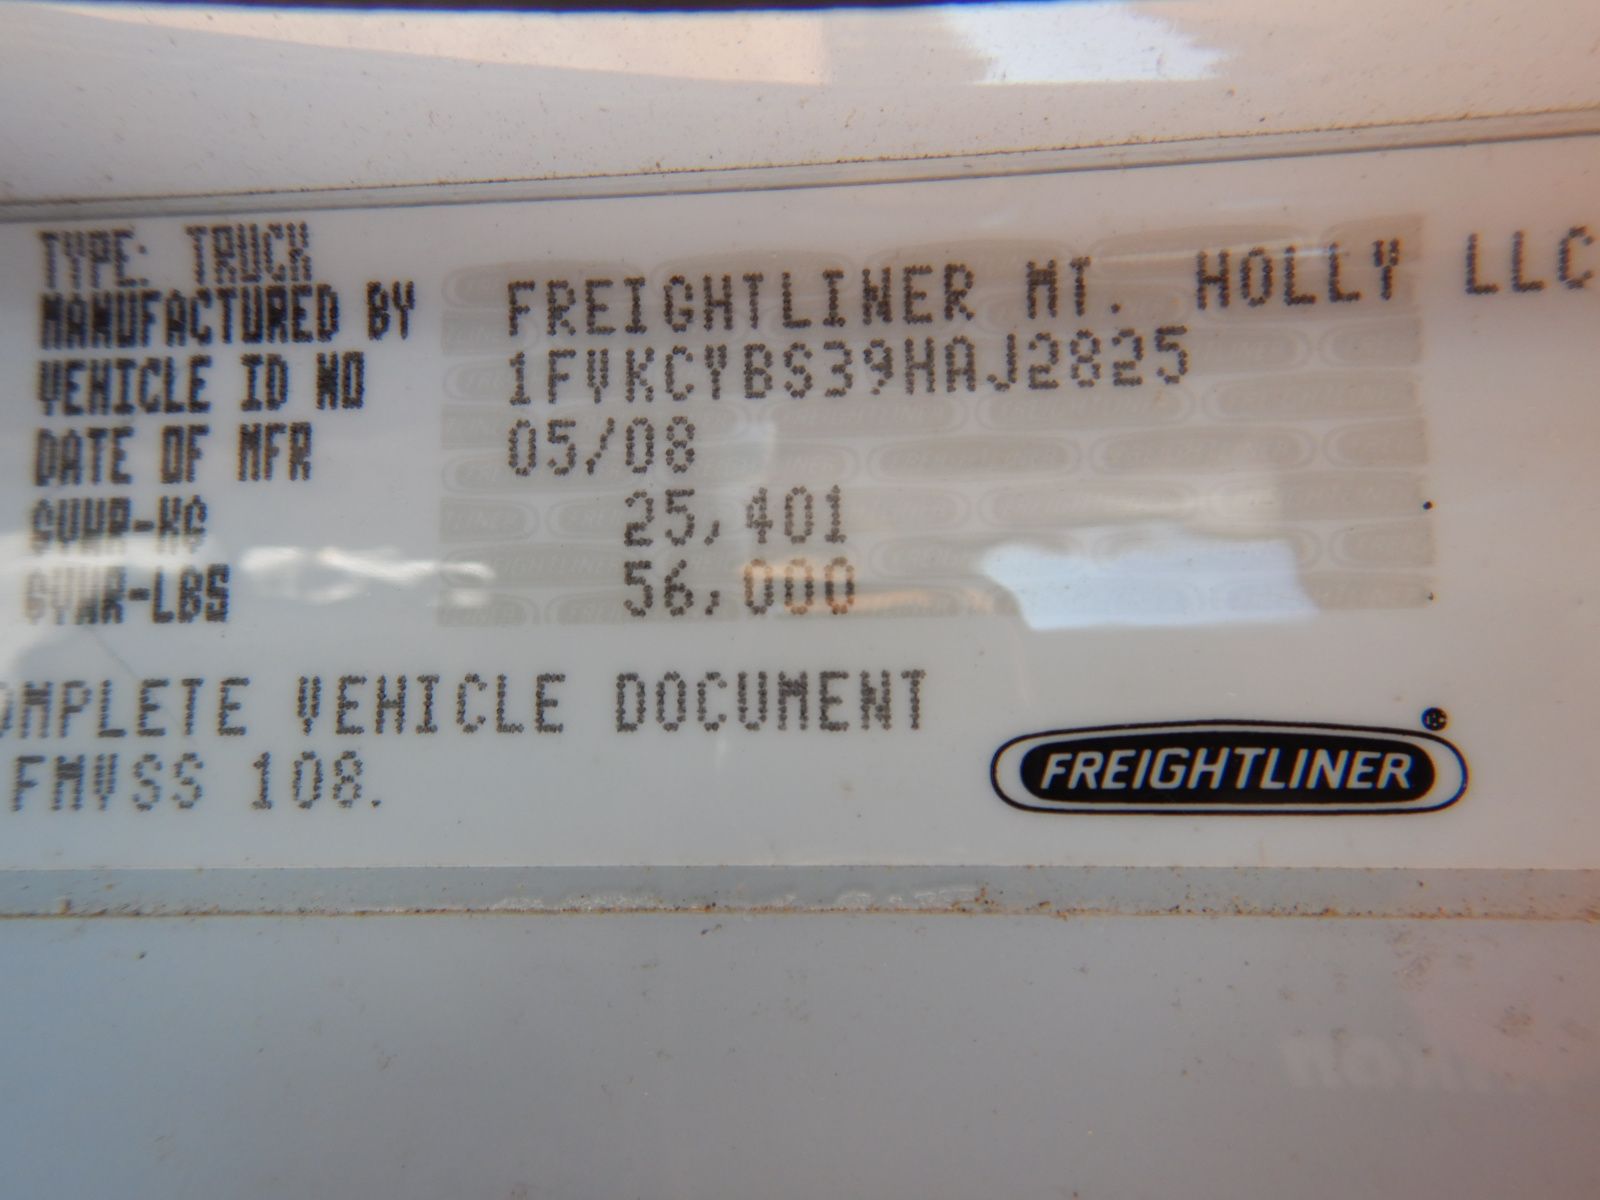 TYPE: TRUCK
MANUFACTURED BY FREIGHTLINER MT. HOLLY LLC
VEHICLE ID NO 1FVKCYBS39HAJ2825
DATE OF MFR 05/08
GVWR-KG 25,401
GVWR-LBS 56,000
OMPLETE VEHICLE DOCUMENT
FMVSS 108.
FREIGHTLINER